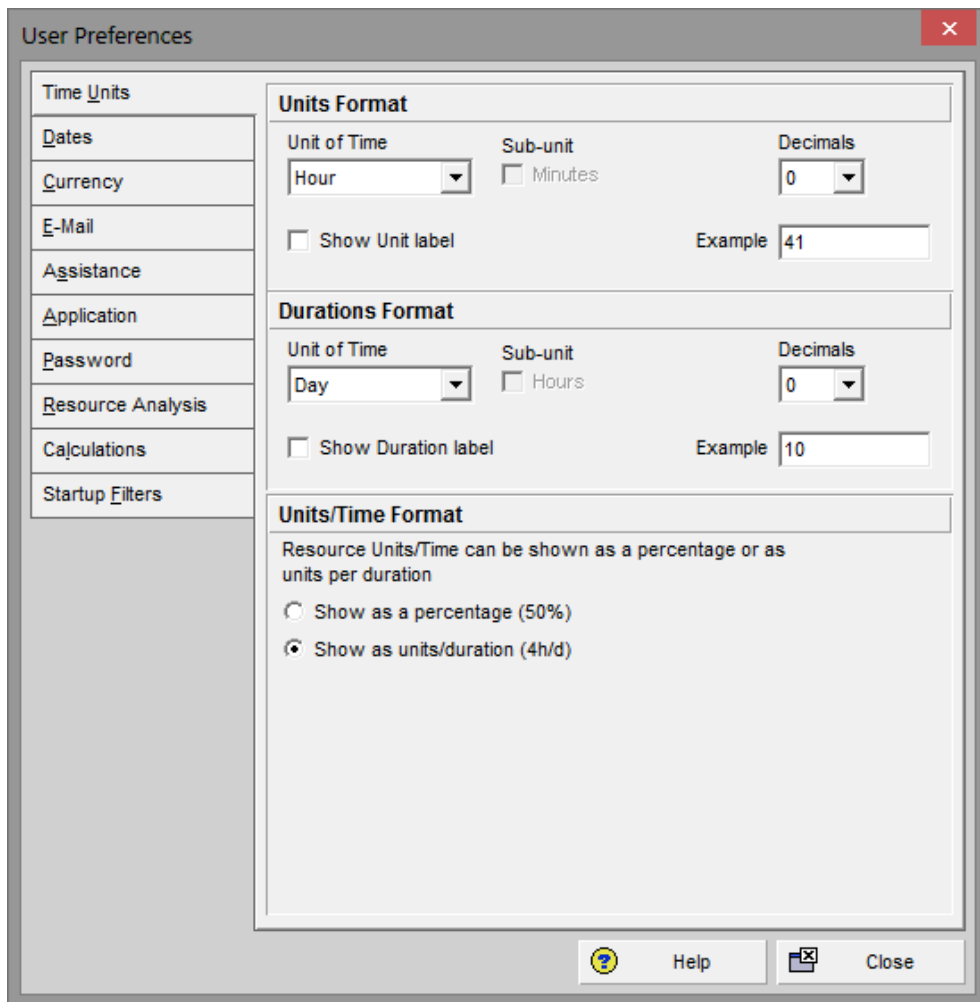 User Preferences
Time Units
Dates
Currency
E-Mail
Assistance
Application
Password
Resource Analysis
Calculations
Startup Filters
Units Format
Unit of Time
Sub-unit
Decimals
Hour
Minutes
0
Show Unit label
Example
41
Durations Format
Unit of Time
Sub-unit
Decimals
Day
Hours
0
Show Duration label
Example
10
Units/Time Format
Resource Units/Time can be shown as a percentage or as
units per duration
Show as a percentage (50%)
Show as units/duration (4h/d)
Help
Close